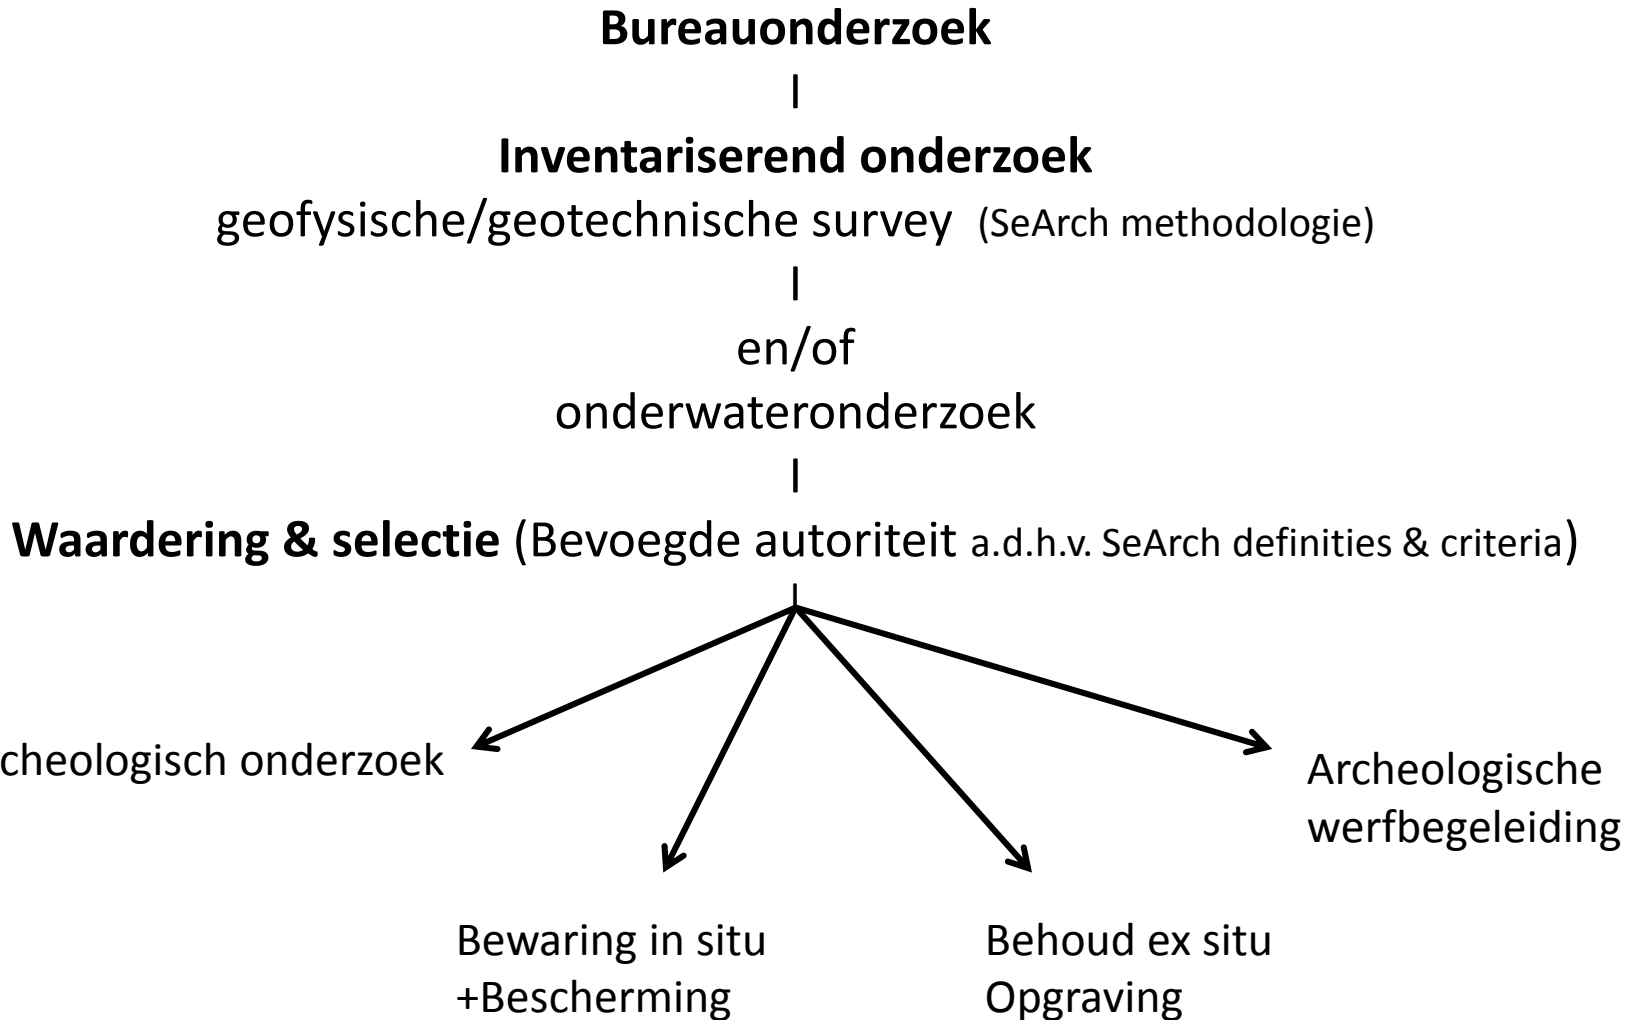 Bureauonderzoek
Inventariserend onderzoek
geofysische/geotechnische survey (SeArch methodologie)
en/of
onderwateronderzoek
Waardering & selectie (Bevoegde autoriteit a.d.h.v. SeArch definities & criteria)
cheologisch onderzoek
Archeologische
werfbegeleiding
Bewaring in situ
+Bescherming
Behoud ex situ
Opgraving